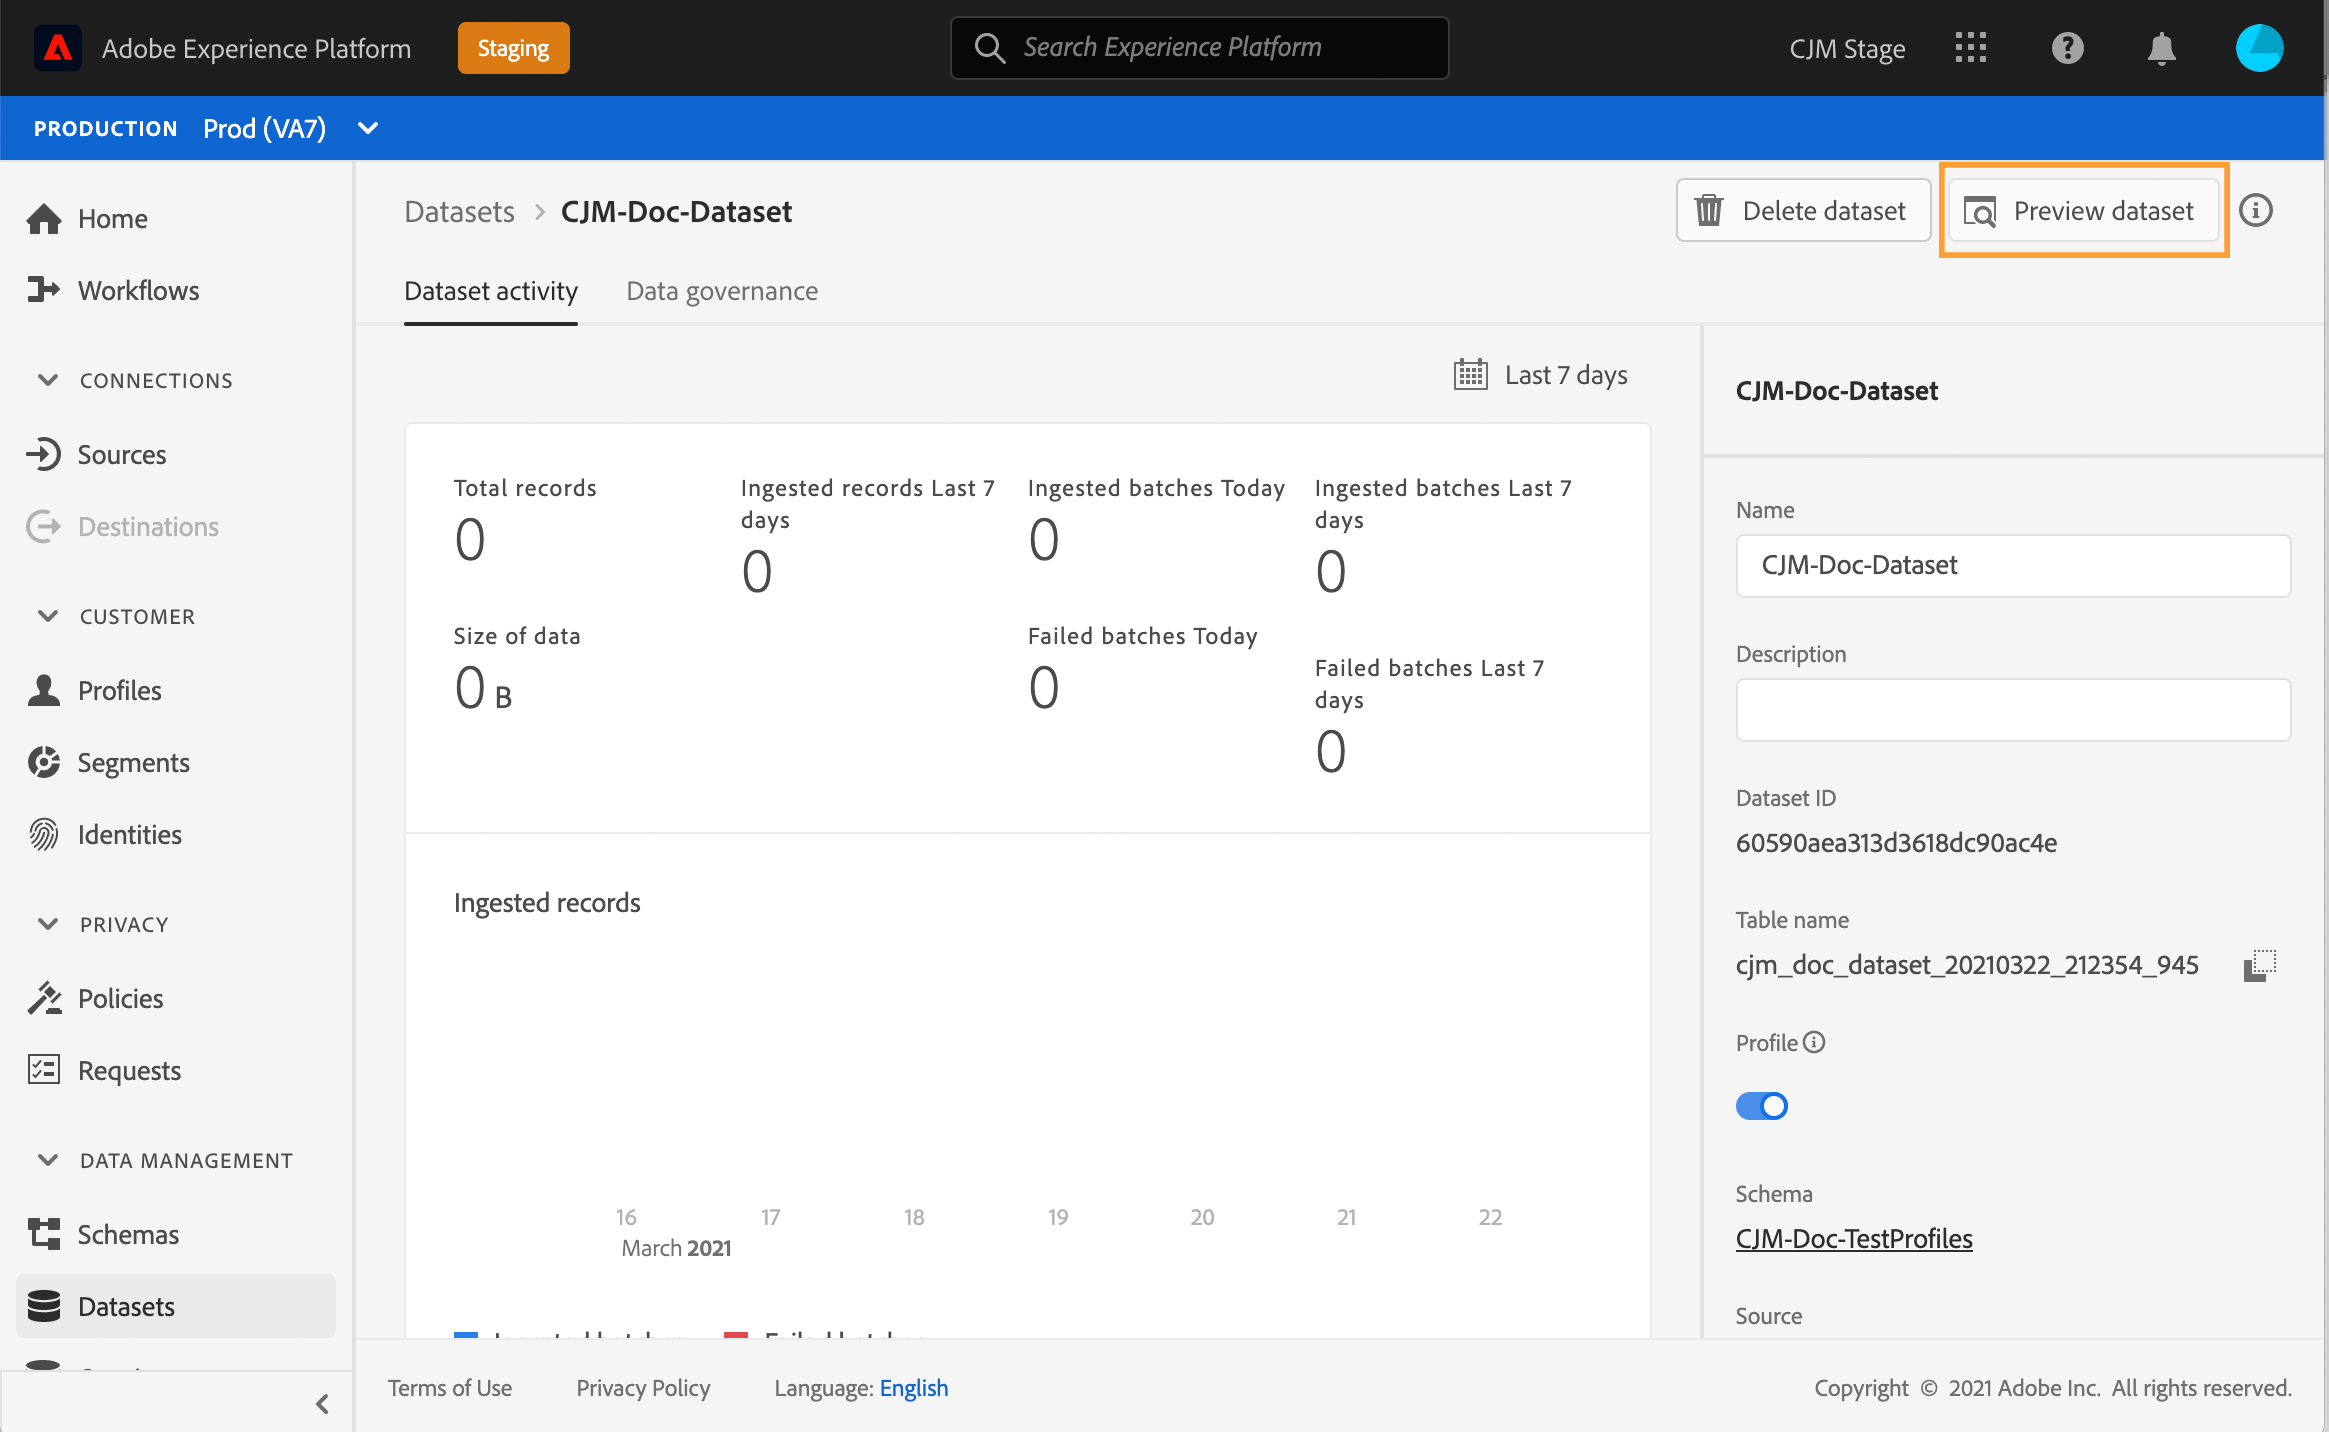 Adobe Experience Platform
Staging
Search Experience Platform
CJM Stage
PRODUCTION Prod (VA7)
Home
Workflows
CONNECTIONS
Sources
Destinations
CUSTOMER
Profiles
Segments
Identities
PRIVACY
Policies
Requests
DATA MANAGEMENT
Schemas
Datasets
Datasets > CJM-Doc-Dataset
Delete dataset
Preview dataset
Dataset activity
Data governance
Last 7 days
Total records
0
Ingested records Last 7
days
0
Ingested batches Today
0
Ingested batches Last 7
days
0
Size of data
0 B
Failed batches Today
0
Failed batches Last 7
days
0
Ingested records
16 17 18 19 20 21 22
March 2021
Ingested batches
Failed batches
CJM-Doc-Dataset
Name
CJM-Doc-Dataset
Description
Dataset ID
60590aea313d3618dc90ac4e
Table name
cjm_doc_dataset_20210322_212354_945
Profile
Schema
CJM-Doc-TestProfiles
Source
Terms of Use
Privacy Policy
Language: English
Copyright © 2021 Adobe Inc. All rights reserved.